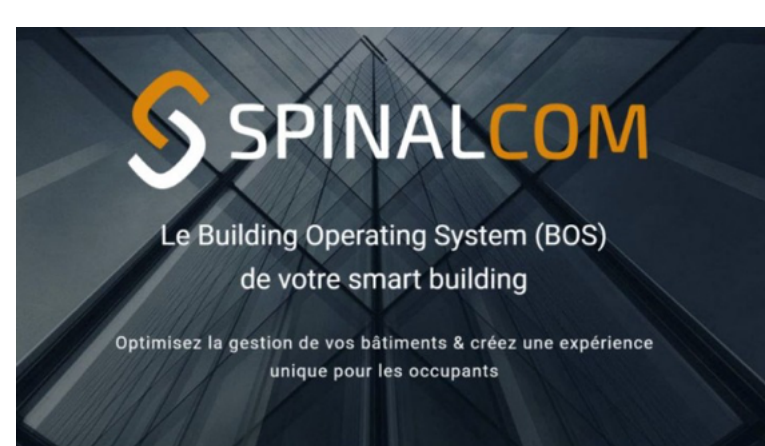 SPINALCOM
Le Building Operating System (BOS)
de votre smart building
Optimisez la gestion de vos bâtiments & créez une expérience
unique pour les occupants